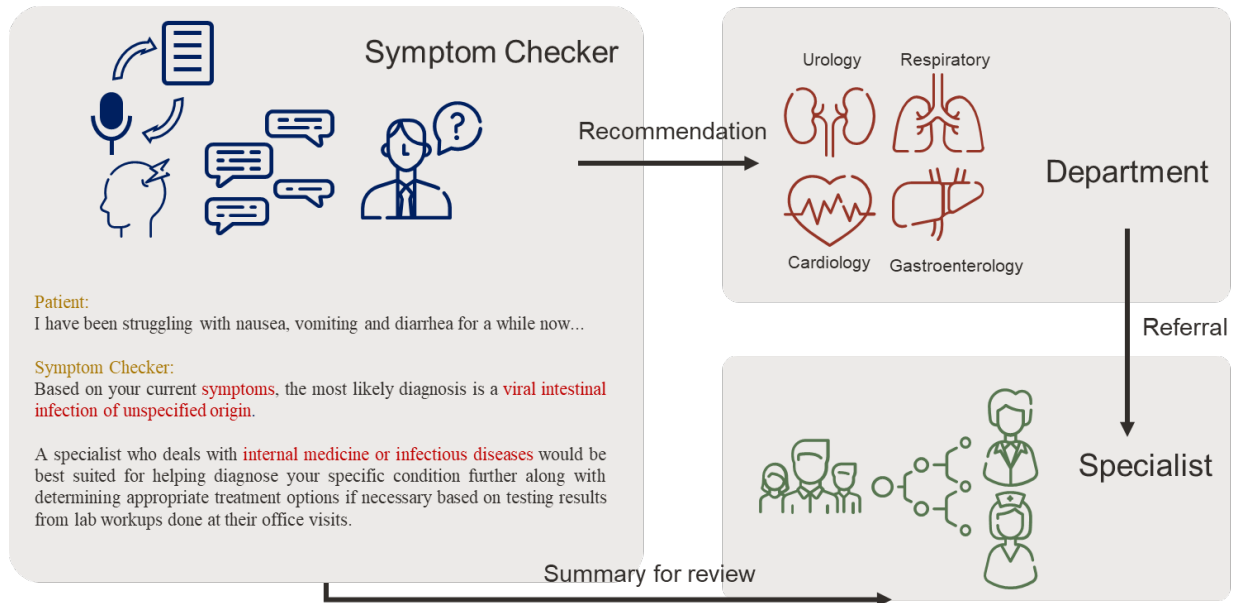 Symptom Checker
?
Patient:
I have been struggling with nausea, vomiting and diarrhea for a while now...
Symptom Checker:
Based on your current symptoms, the most likely diagnosis is a viral intestinal
infection of unspecified origin.
A specialist who deals with internal medicine or infectious diseases would be
best suited for helping diagnose your specific condition further along with
determining appropriate treatment options if necessary based on testing results
from lab workups done at their office visits.
Recommendation
Urology
Respiratory
Cardiology
Gastroenterology
Department
Referral
Specialist
Summary for review